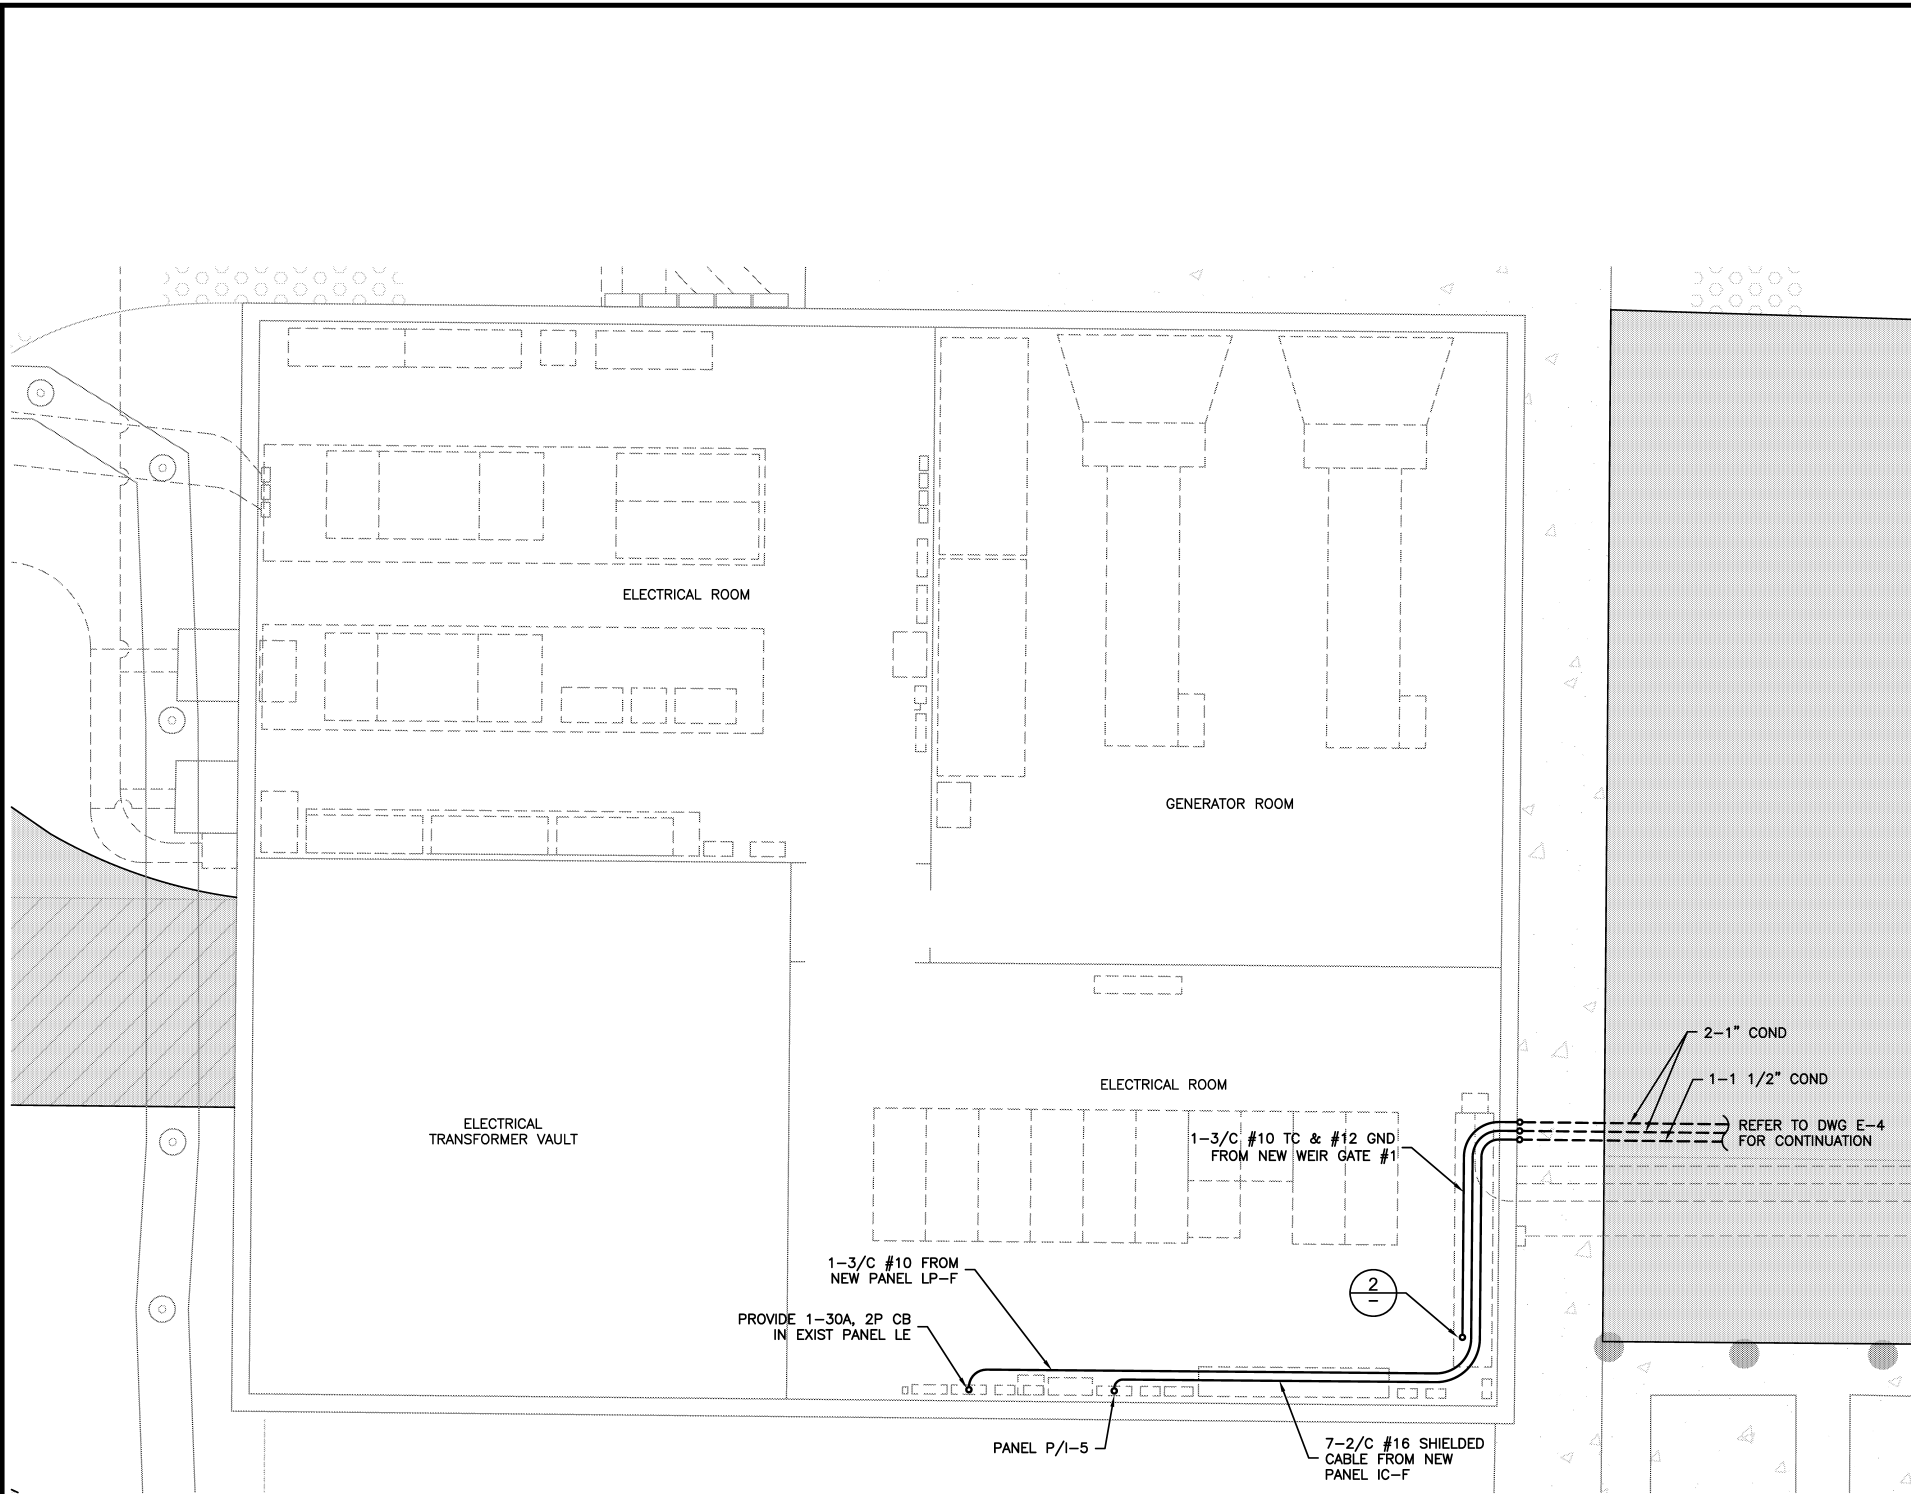 ELECTRICAL ROOM
GENERATOR ROOM
2-1" COND
1-1 1/2" COND
REFER TO DWG E-4
FOR CONTINUATION
ELECTRICAL ROOM
ELECTRICAL
TRANSFORMER VAULT
1-3/C #10 TC & #12 GND
FROM NEW WEIR GATE #1
1-3/C #10 FROM
NEW PANEL LP-F
2
-
PROVIDE 1-30A, 2P CB
IN EXIST PANEL LE
PANEL P/I-5
7-2/C #16 SHIELDED
CABLE FROM NEW
PANEL IC-F